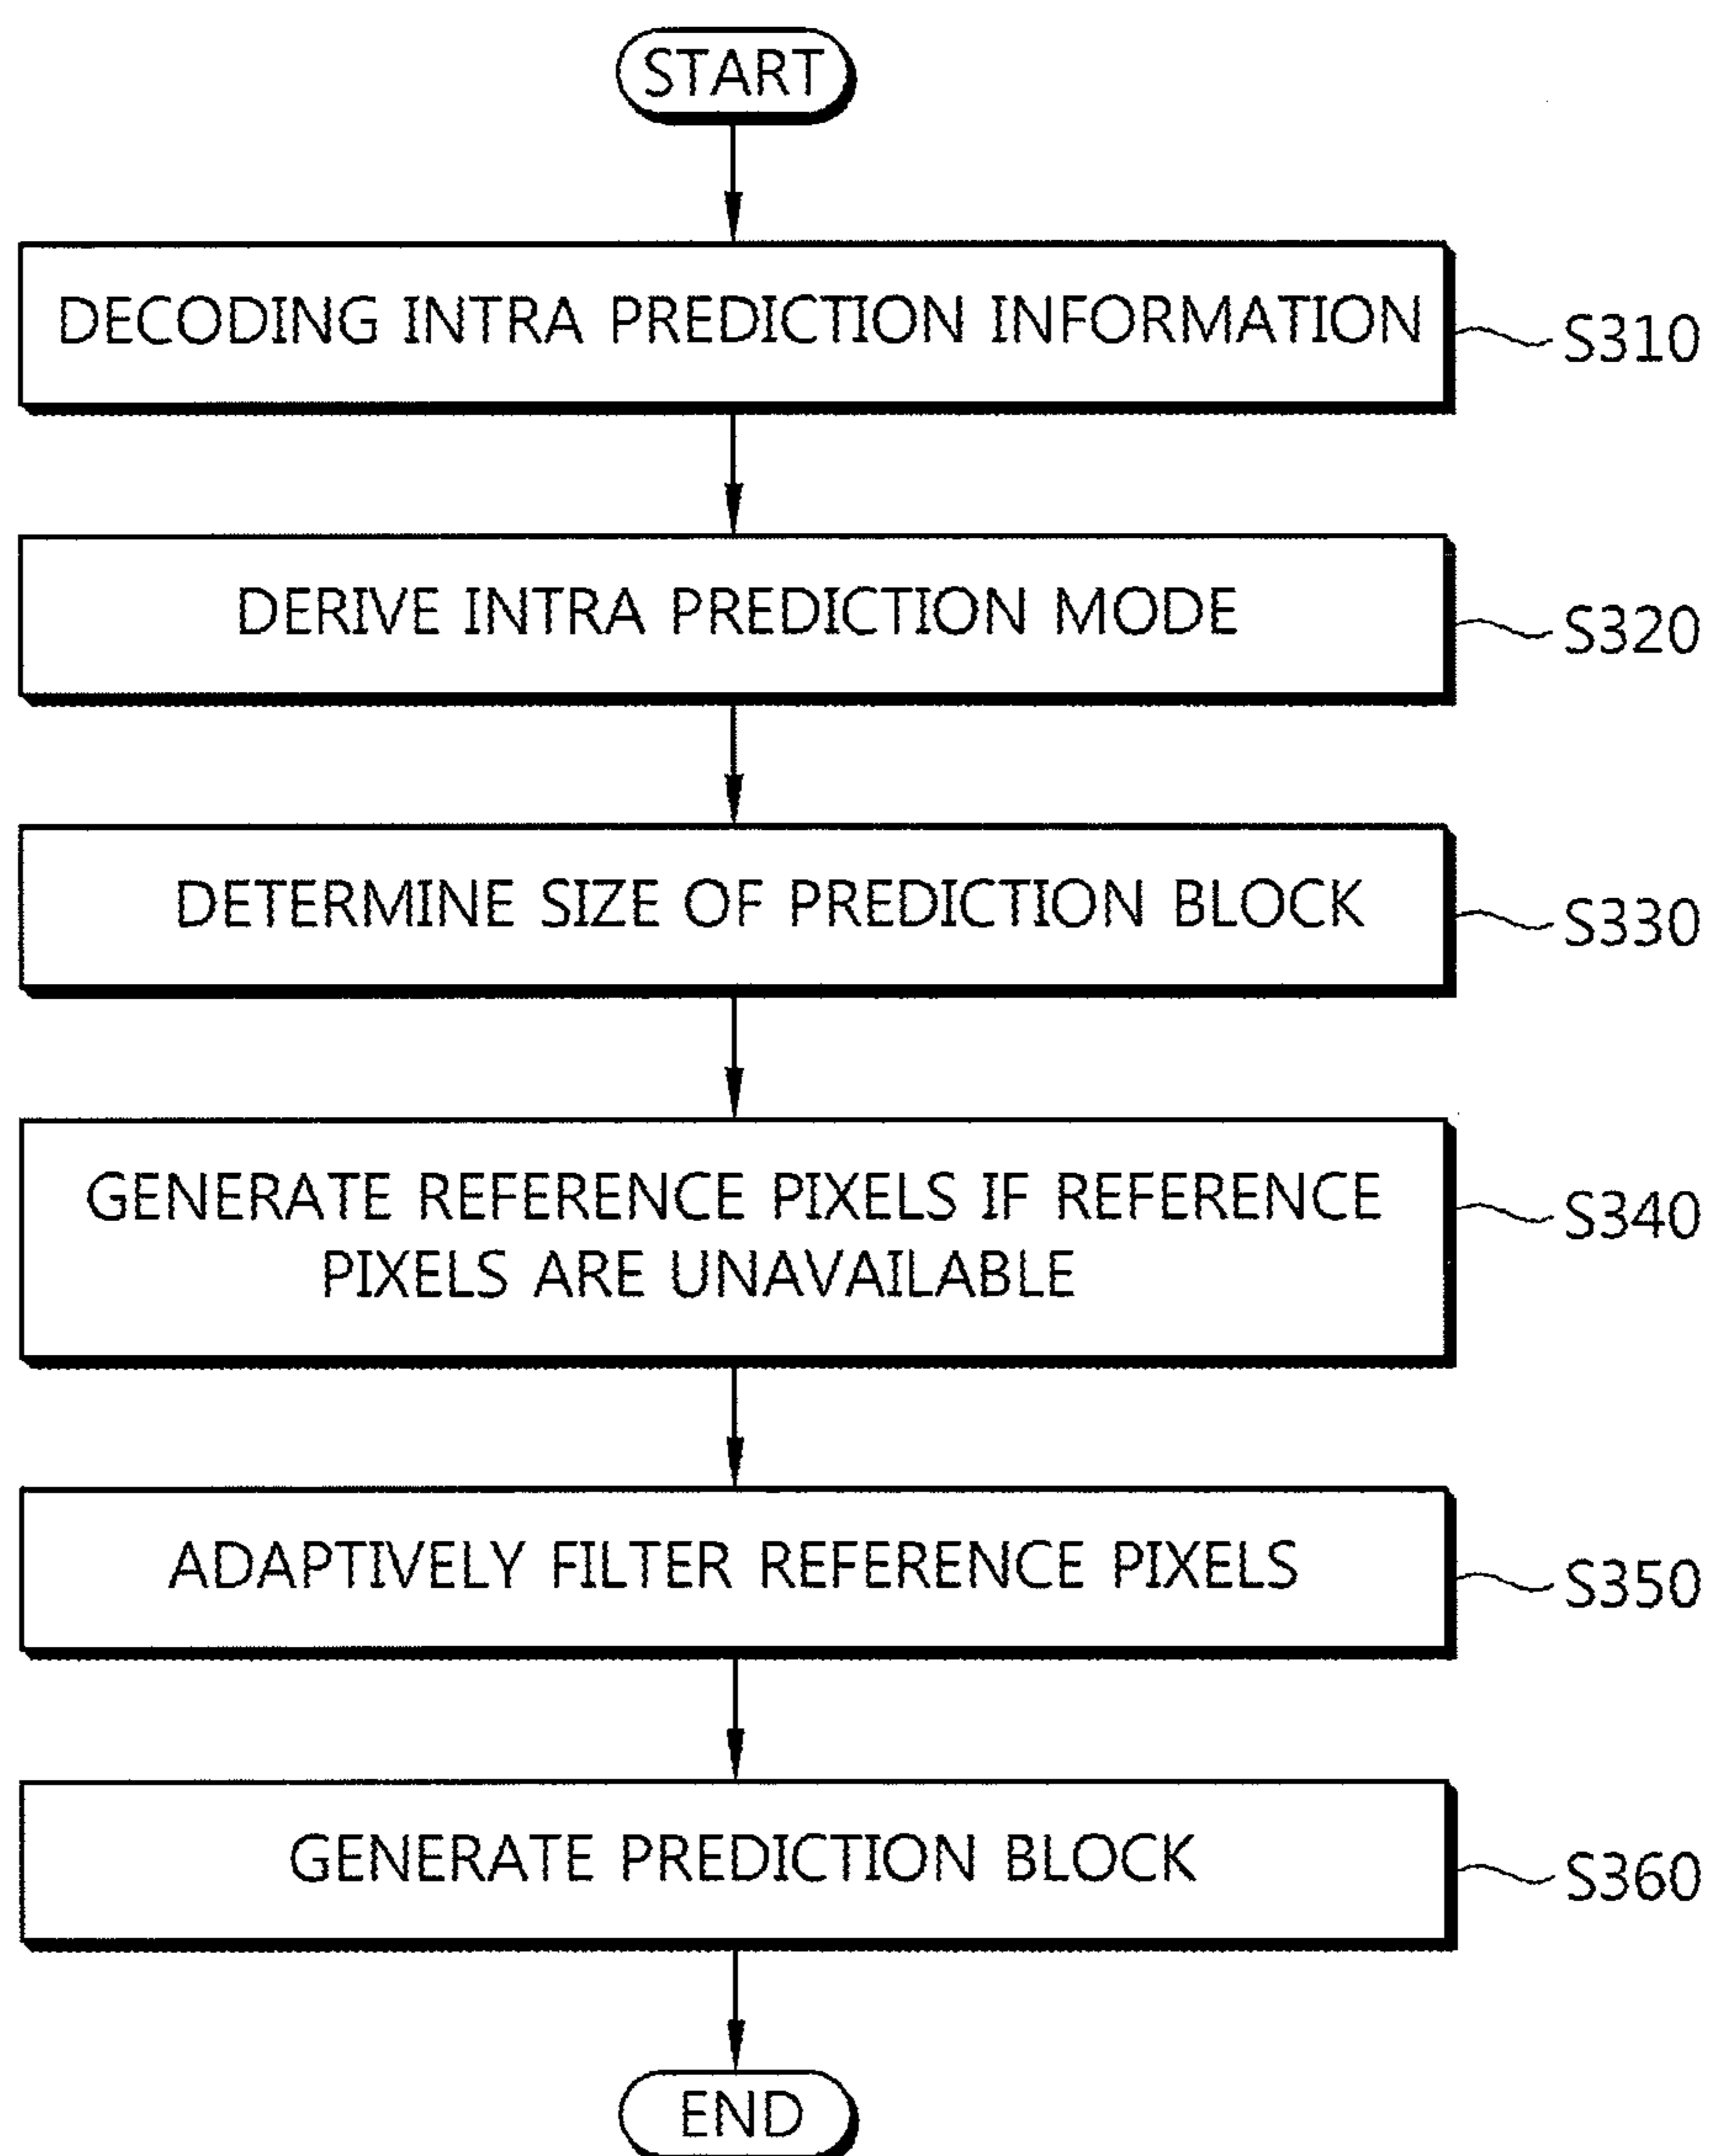 START
DECODING INTRA PREDICTION INFORMATION
S310
DERIVE INTRA PREDICTION MODE
S320
DETERMINE SIZE OF PREDICTION BLOCK
S330
GENERATE REFERENCE PIXELS IF REFERENCE
PIXELS ARE UNAVAILABLE
S340
ADAPTIVELY FILTER REFERENCE PIXELS
S350
GENERATE PREDICTION BLOCK
S360
END